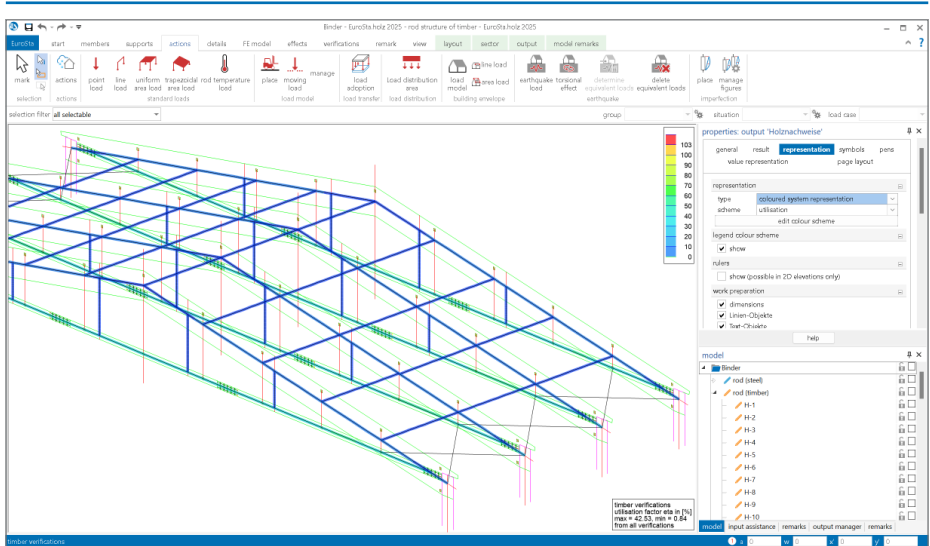 Binder - EuroSta.holz 2025 - rod structure of timber - EuroSta.holz 2025
EuroSta start members supports actions details FE model effects verifications remark view layout sector output model remarks
mark actions point load line load uniform area load trapezoidal area load rod temperature load place moving load manage load adoption load distribution area load model line load area load earthquake load torsional effect determine equivalent loads delete equivalent loads place manage figures
selection actions standard loads load model load transfer load distribution building envelope earthquake imperfection
selection filter all selectable group situation load case
properties: output 'Holznachweise'
general result representation symbols pens
value representation page layout
representation
type coloured system representation
scheme utilisation
edit colour scheme
legend colour scheme
show
rulers
show (possible in 2D elevations only)
work preparation
dimensions
Linien-Objekte
Text-Objekte
help
103
100
90
80
70
60
50
40
30
20
10
0
model
Binder
rod (steel)
rod (timber)
H-1
H-2
H-3
H-4
H-5
H-6
H-7
H-8
H-9
H-10
timber verifications
utilisation factor eta in [%]
max = 42.53, min = 0.84
from all verifications
model input assistance remarks output manager remarks
timber verifications
x 0 w 0 x' 0 y' 0